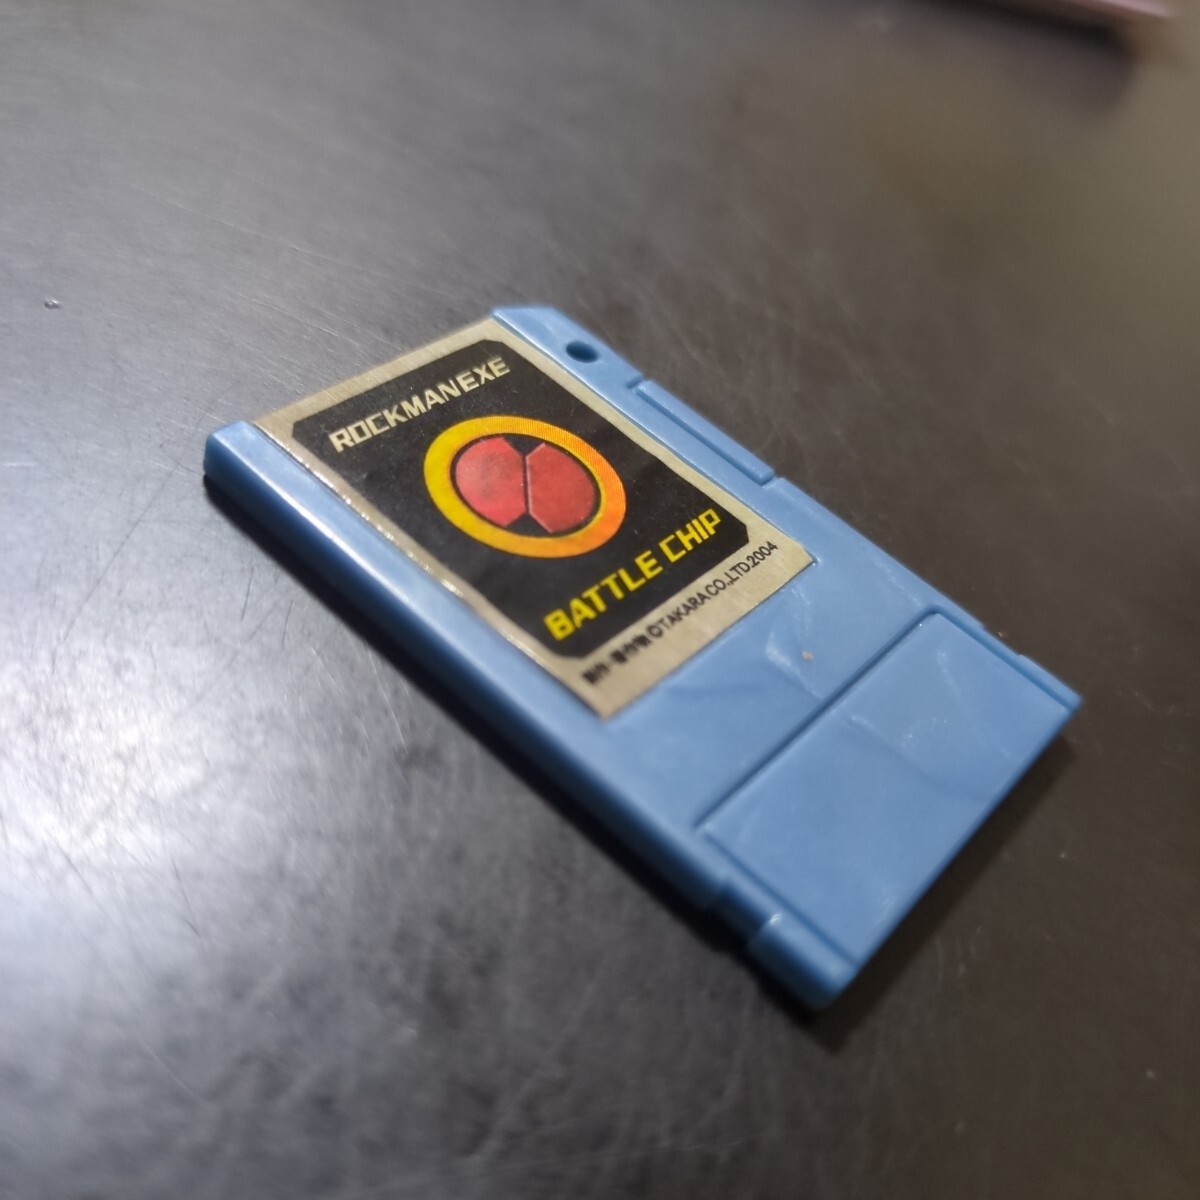 ROCKMANEXE
BATTLE CHIP
©TAKARA CO.,LTD.2004